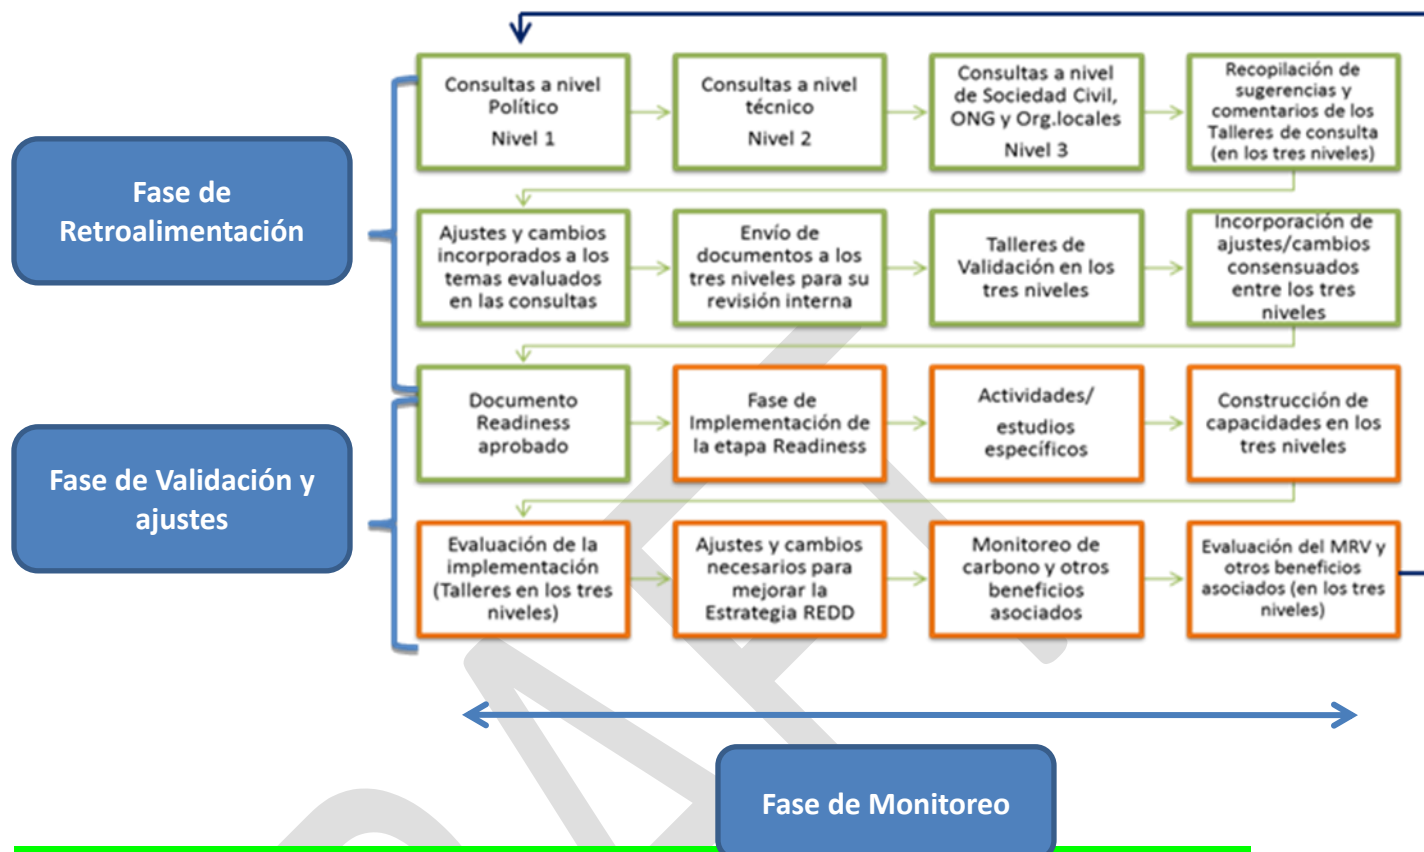 Consultas a nivel
Político
Nivel 1
Consultas a nivel
técnico
Nivel 2
Consultas a nivel
de Sociedad Civil,
ONG y Org.locales
Nivel 3
Recopilación de
sugerencias y
comentarios de los
Talleres de consulta
(en los tres niveles)
Fase de
Retroalimentación
Ajustes y cambios
incorporados a los
temas evaluados
en las consultas
Envío de
documentos a los
tres niveles para su
revisión interna
Talleres de
Validación en los
tres niveles
Incorporación de
ajustes/cambios
consensuados
entre los tres
niveles
Documento
Readiness
aprobado
Fase de
Implementación de
la etapa Readiness
Actividades/
estudios
específicos
Construcción de
capacidades en los
tres niveles
Fase de Validación y
ajustes
Evaluación de la
implementación
(Talleres en los tres
niveles)
Ajustes y cambios
necesarios para
mejorar la
Estrategia REDD
Monitoreo de
carbono y otros
beneficios
asociados
Evaluación del MRV y
otros beneficios
asociados (en los tres
niveles)
Fase de Monitoreo